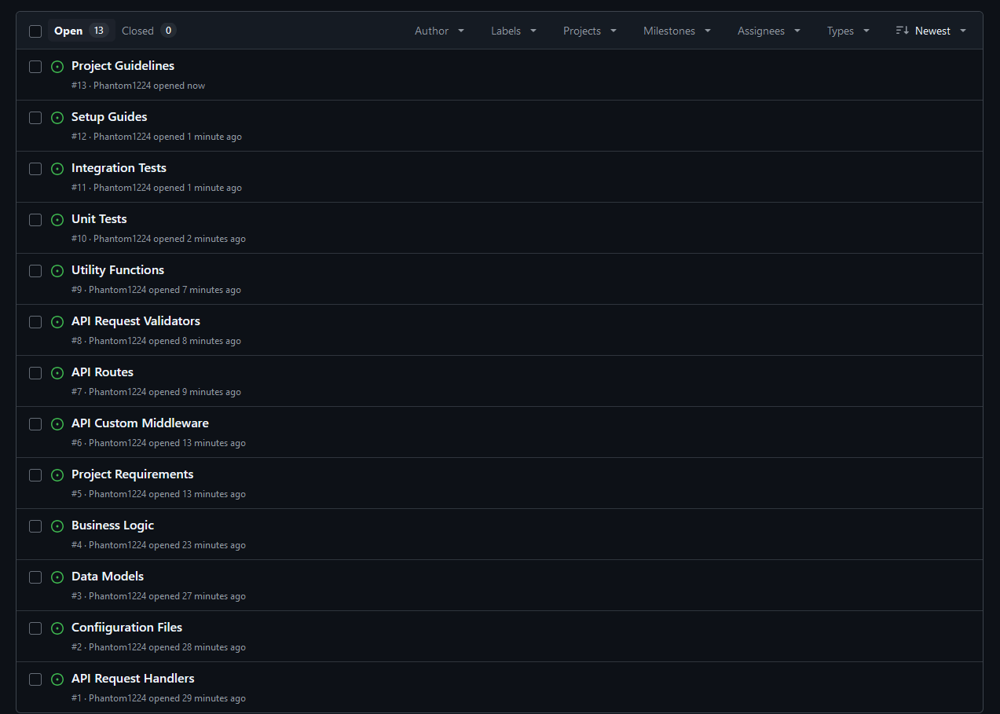 Open 13 Closed 0 Author Labels Projects Milestones Assignees Types Newest
Project Guidelines
#13 · Phantom1224 opened now
Setup Guides
#12 · Phantom1224 opened 1 minute ago
Integration Tests
#11 · Phantom1224 opened 1 minute ago
Unit Tests
#10 · Phantom1224 opened 2 minutes ago
Utility Functions
#9 · Phantom1224 opened 7 minutes ago
API Request Validators
#8 · Phantom1224 opened 8 minutes ago
API Routes
#7 · Phantom1224 opened 9 minutes ago
API Custom Middleware
#6 · Phantom1224 opened 13 minutes ago
Project Requirements
#5 · Phantom1224 opened 13 minutes ago
Business Logic
#4 · Phantom1224 opened 23 minutes ago
Data Models
#3 · Phantom1224 opened 27 minutes ago
Confiiguration Files
#2 · Phantom1224 opened 28 minutes ago
API Request Handlers
#1 · Phantom1224 opened 29 minutes ago